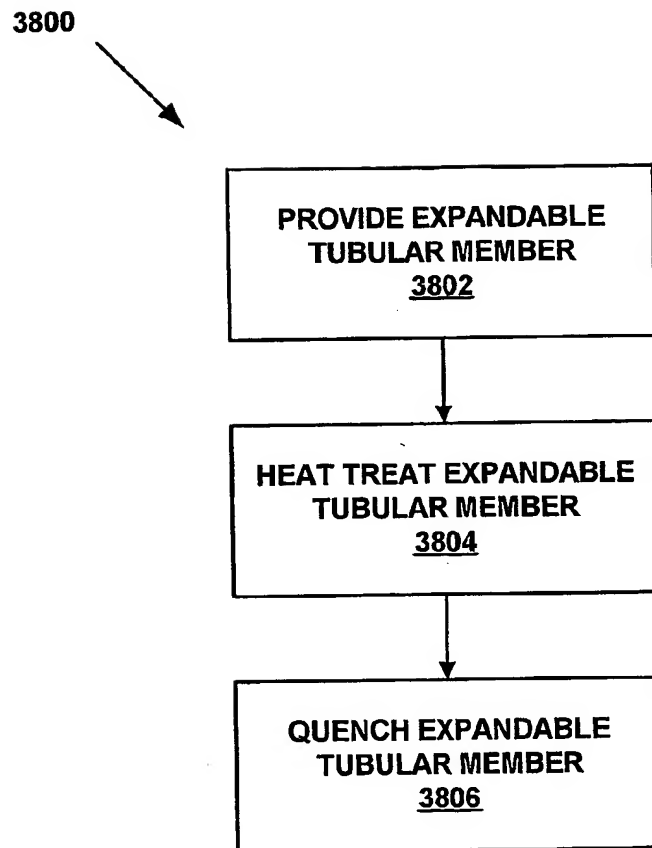 3800
PROVIDE EXPANDABLE
TUBULAR MEMBER
3802
HEAT TREAT EXPANDABLE
TUBULAR MEMBER
3804
QUENCH EXPANDABLE
TUBULAR MEMBER
3806